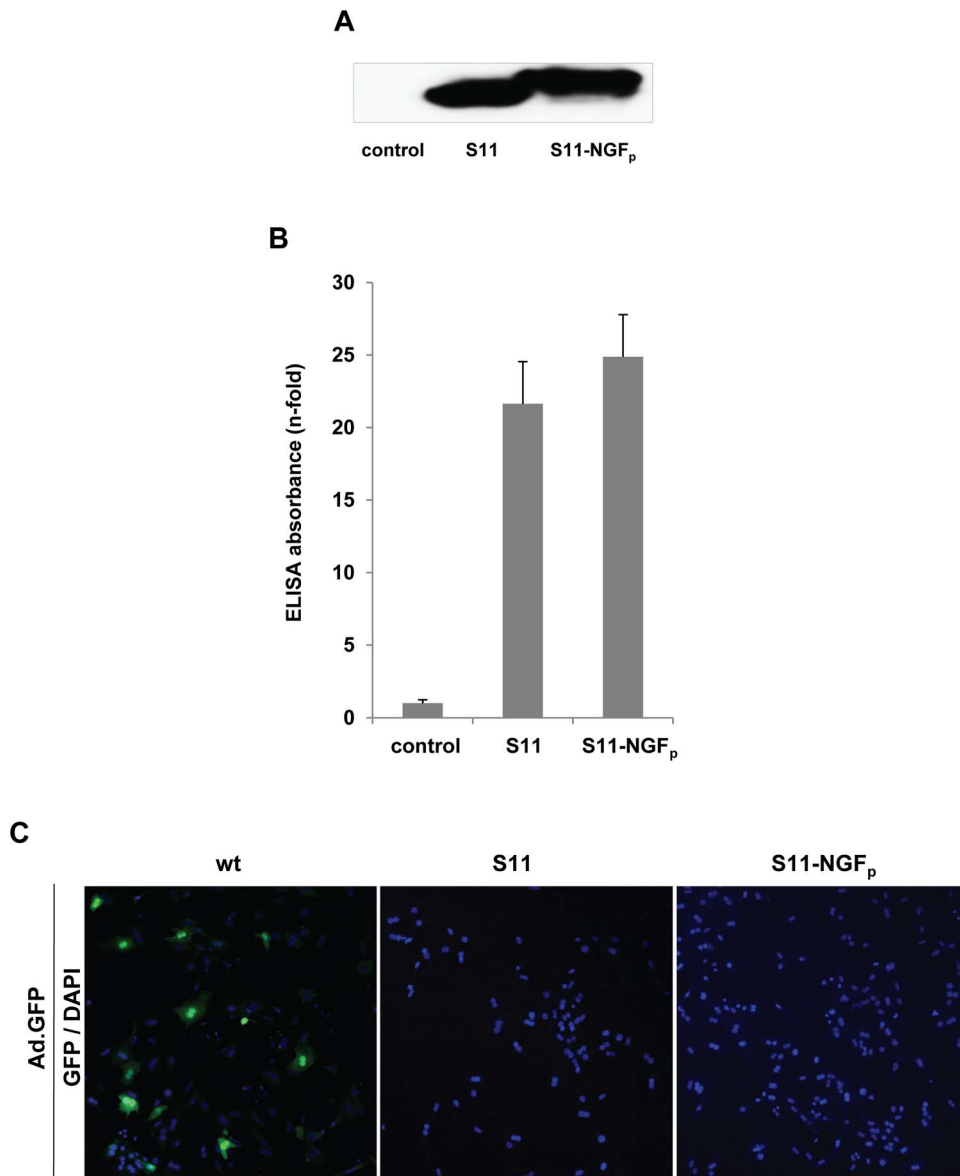 A
control S11 S11-NGFp
B
30
25
20
15
10
5
0
ELISA absorbance (n-fold)
control S11 S11-NGFp
C
wt S11 S11-NGFp
Ad.GFP
GFP / DAPI